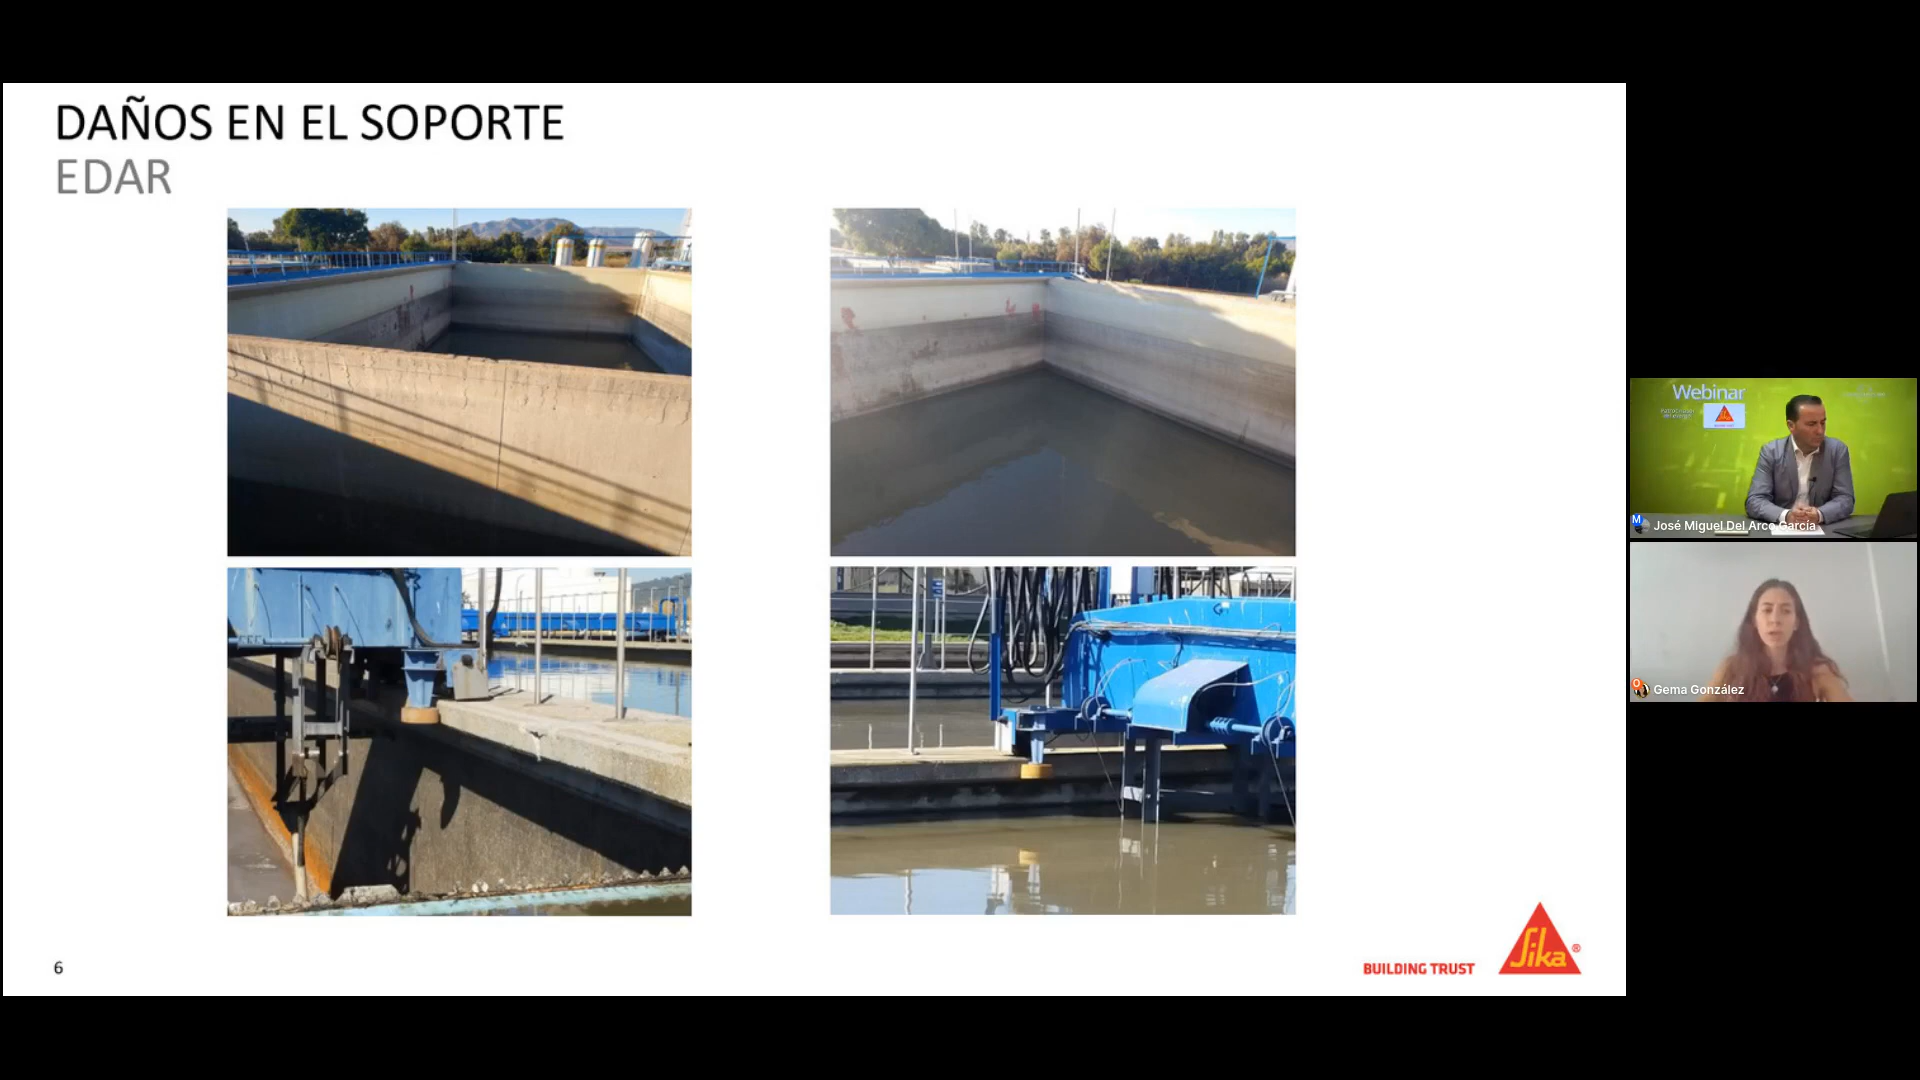 DAÑOS EN EL SOPORTE
EDAR
6
BUILDING TRUST
Sika®
Webinar
M
José Miguel Del Arco García
O
Gema González